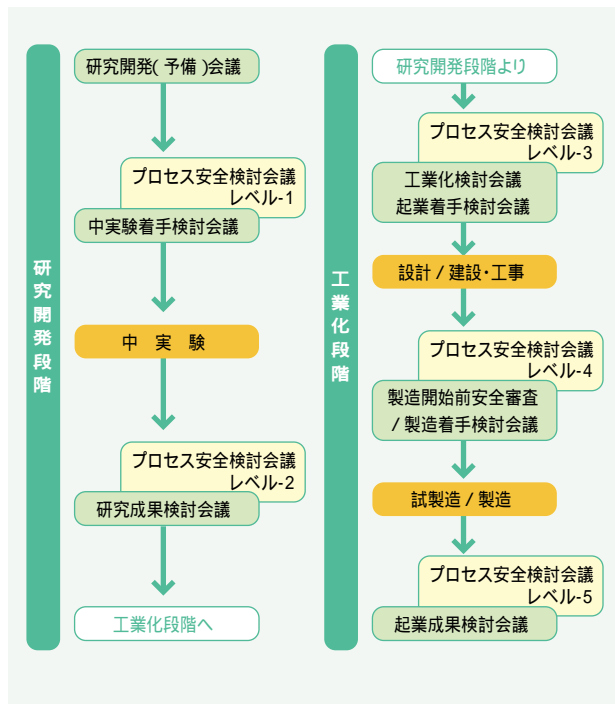 研究開発段階
研究開発(予備)会議
プロセス安全検討会議
レベル-1
中実験着手検討会議
中 実 験
プロセス安全検討会議
レベル-2
研究成果検討会議
工業化段階へ
工業化段階
研究開発段階より
プロセス安全検討会議
レベル-3
工業化検討会議
起業着手検討会議
設計 / 建設・工事
プロセス安全検討会議
レベル-4
製造開始前安全審査
/ 製造着手検討会議
試製造 / 製造
プロセス安全検討会議
レベル-5
起業成果検討会議